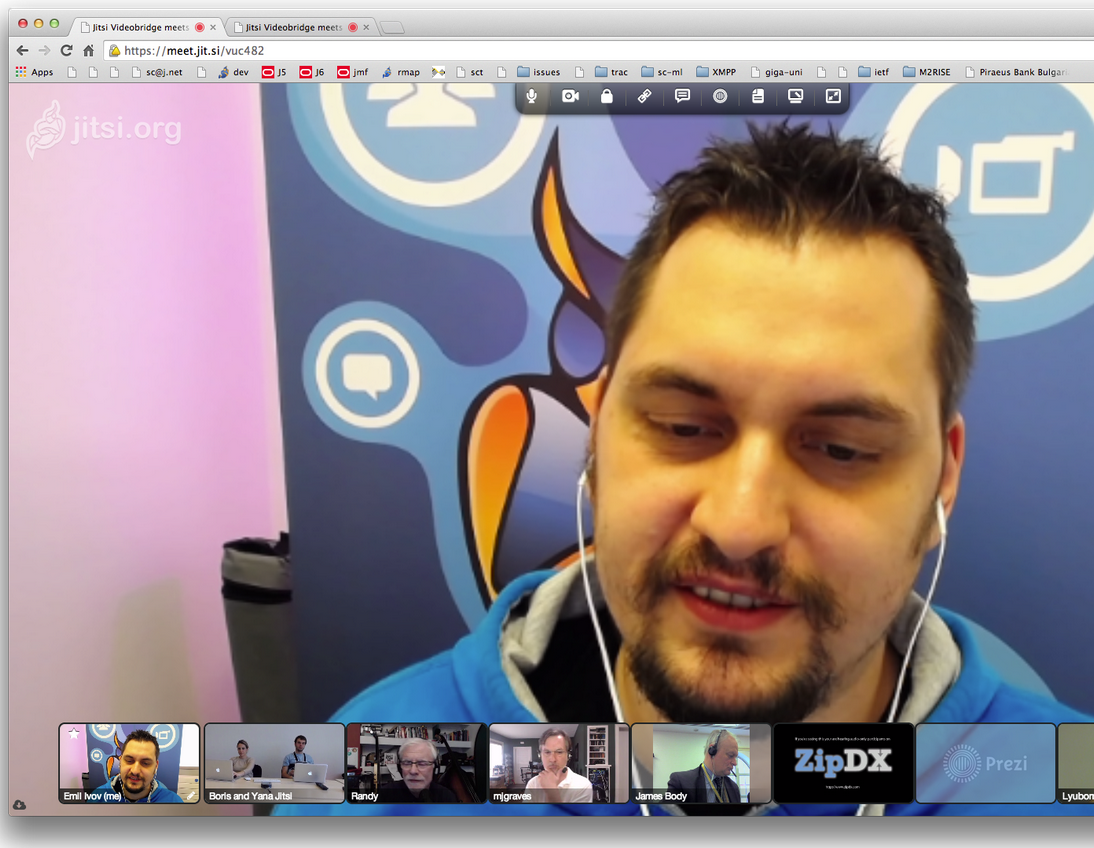 Jitsi Videobridge meets
Jitsi Videobridge meets
https://meet.jit.si/vuc482
Apps sc@j.net dev J5 J6 jmf rmap sct issues trac sc-ml XMPP giga-uni ietf M2RISE Piraeus Bank Bulgar
jitsi.org
Emil Ivov (me) Boris and Yana Jitsi Randy mjgraves James Body
ZipDX
Prezi
Lyubom